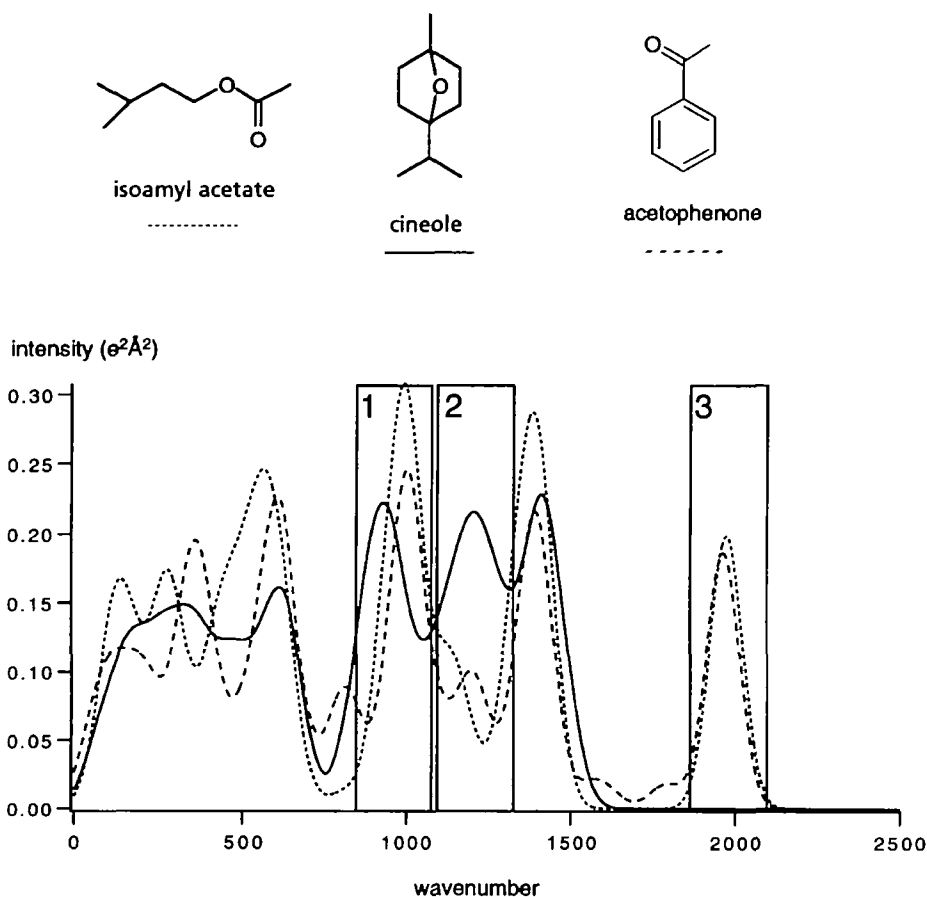 O
O
O
O
isoamyl acetate
cineole
acetophenone
intensity (e²Å²)
0.30
0.25
0.20
0.15
0.10
0.05
0.00
1
2
3
0
500
1000
1500
2000
2500
wavenumber